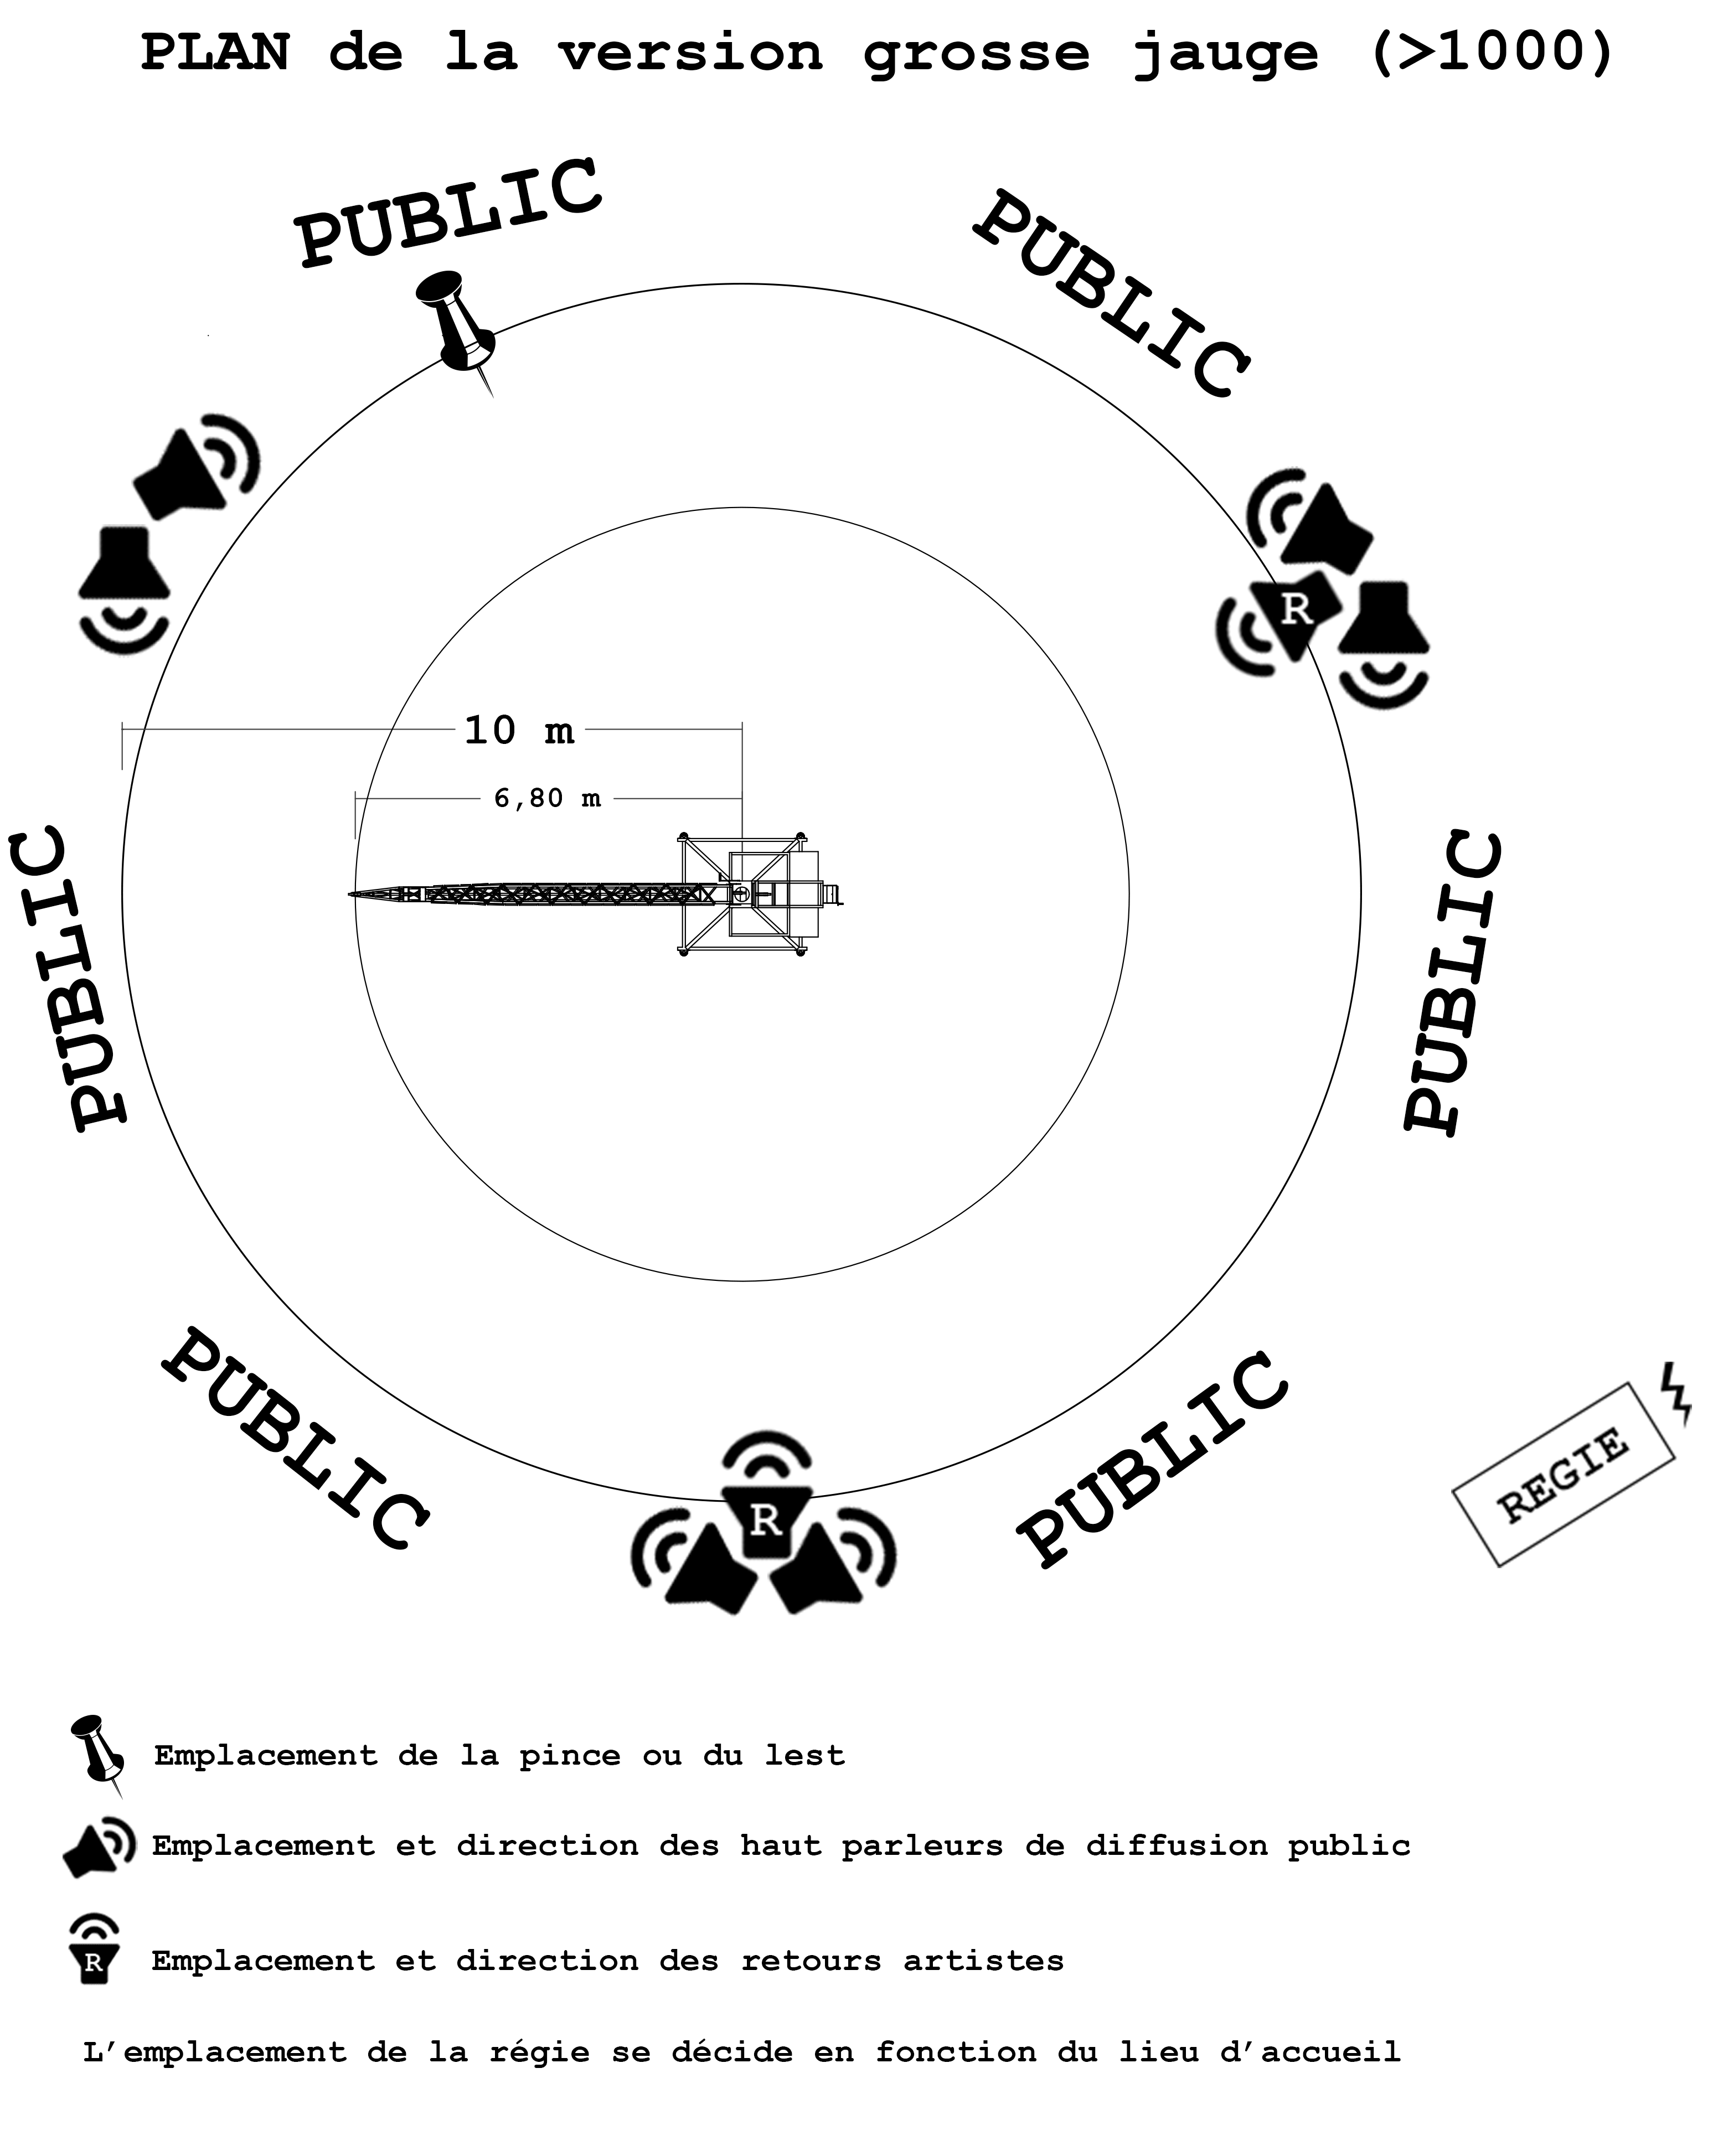 PLAN de la version grosse jauge (>1000)
PUBLIC
PUBLIC
R
10 m
6,80 m
PUBLIC
PUBLIC
PUBLIC
PUBLIC
REGIE
R
Emplacement de la pince ou du lest
Emplacement et direction des haut parleurs de diffusion public
R
Emplacement et direction des retours artistes
L’emplacement de la régie se décide en fonction du lieu d’accueil